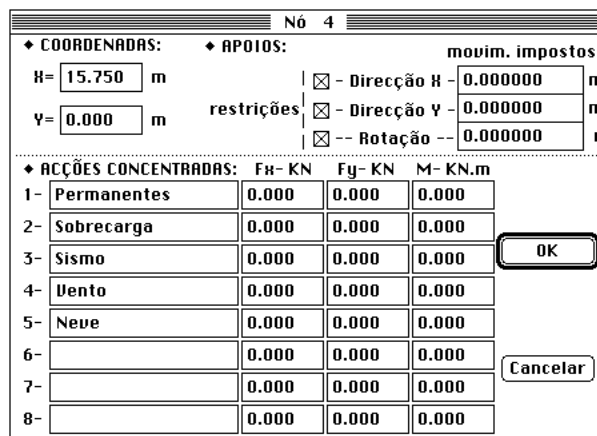 Nó 4
◆ COORDENADAS: ◆ APOIOS: movim. impostos
X= 15.750 m - Direcção X - 0.000000
restrições - Direcção Y - 0.000000
Y= 0.000 m -- Rotação -- 0.000000
◆ ACÇÕES CONCENTRADAS: Fx- KN Fy- KN M- KN.m
1- Permanentes 0.000 0.000 0.000
2- Sobrecarga 0.000 0.000 0.000
3- Sismo 0.000 0.000 0.000
OK
4- Vento 0.000 0.000 0.000
5- Neve 0.000 0.000 0.000
6- 0.000 0.000 0.000
Cancelar
7- 0.000 0.000 0.000
8- 0.000 0.000 0.000